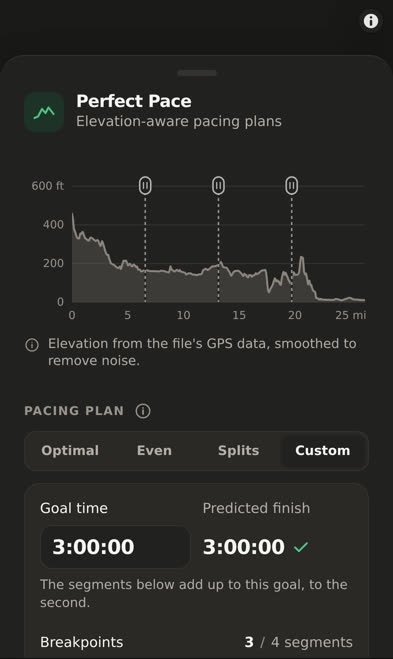 Perfect Pace
Elevation-aware pacing plans
600 ft
400
200
0
0 5 10 15 20 25 mi
Elevation from the file's GPS data, smoothed to
remove noise.
PACING PLAN
Optimal Even Splits Custom
Goal time Predicted finish
3:00:00 3:00:00
The segments below add up to this goal, to the
second.
Breakpoints 3 / 4 segments